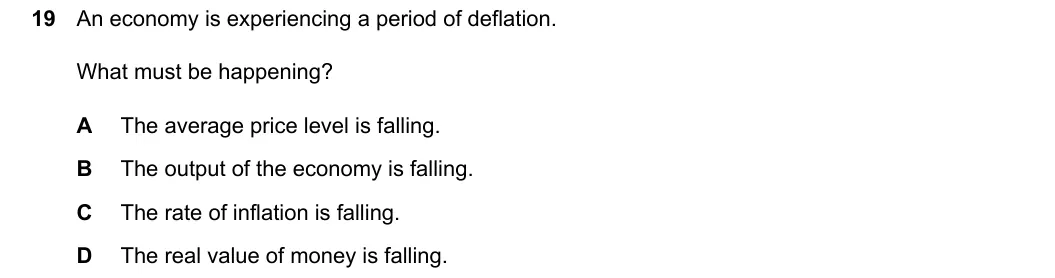 19 An economy is experiencing a period of deflation.
What must be happening?
A The average price level is falling.
B The output of the economy is falling.
C The rate of inflation is falling.
D The real value of money is falling.